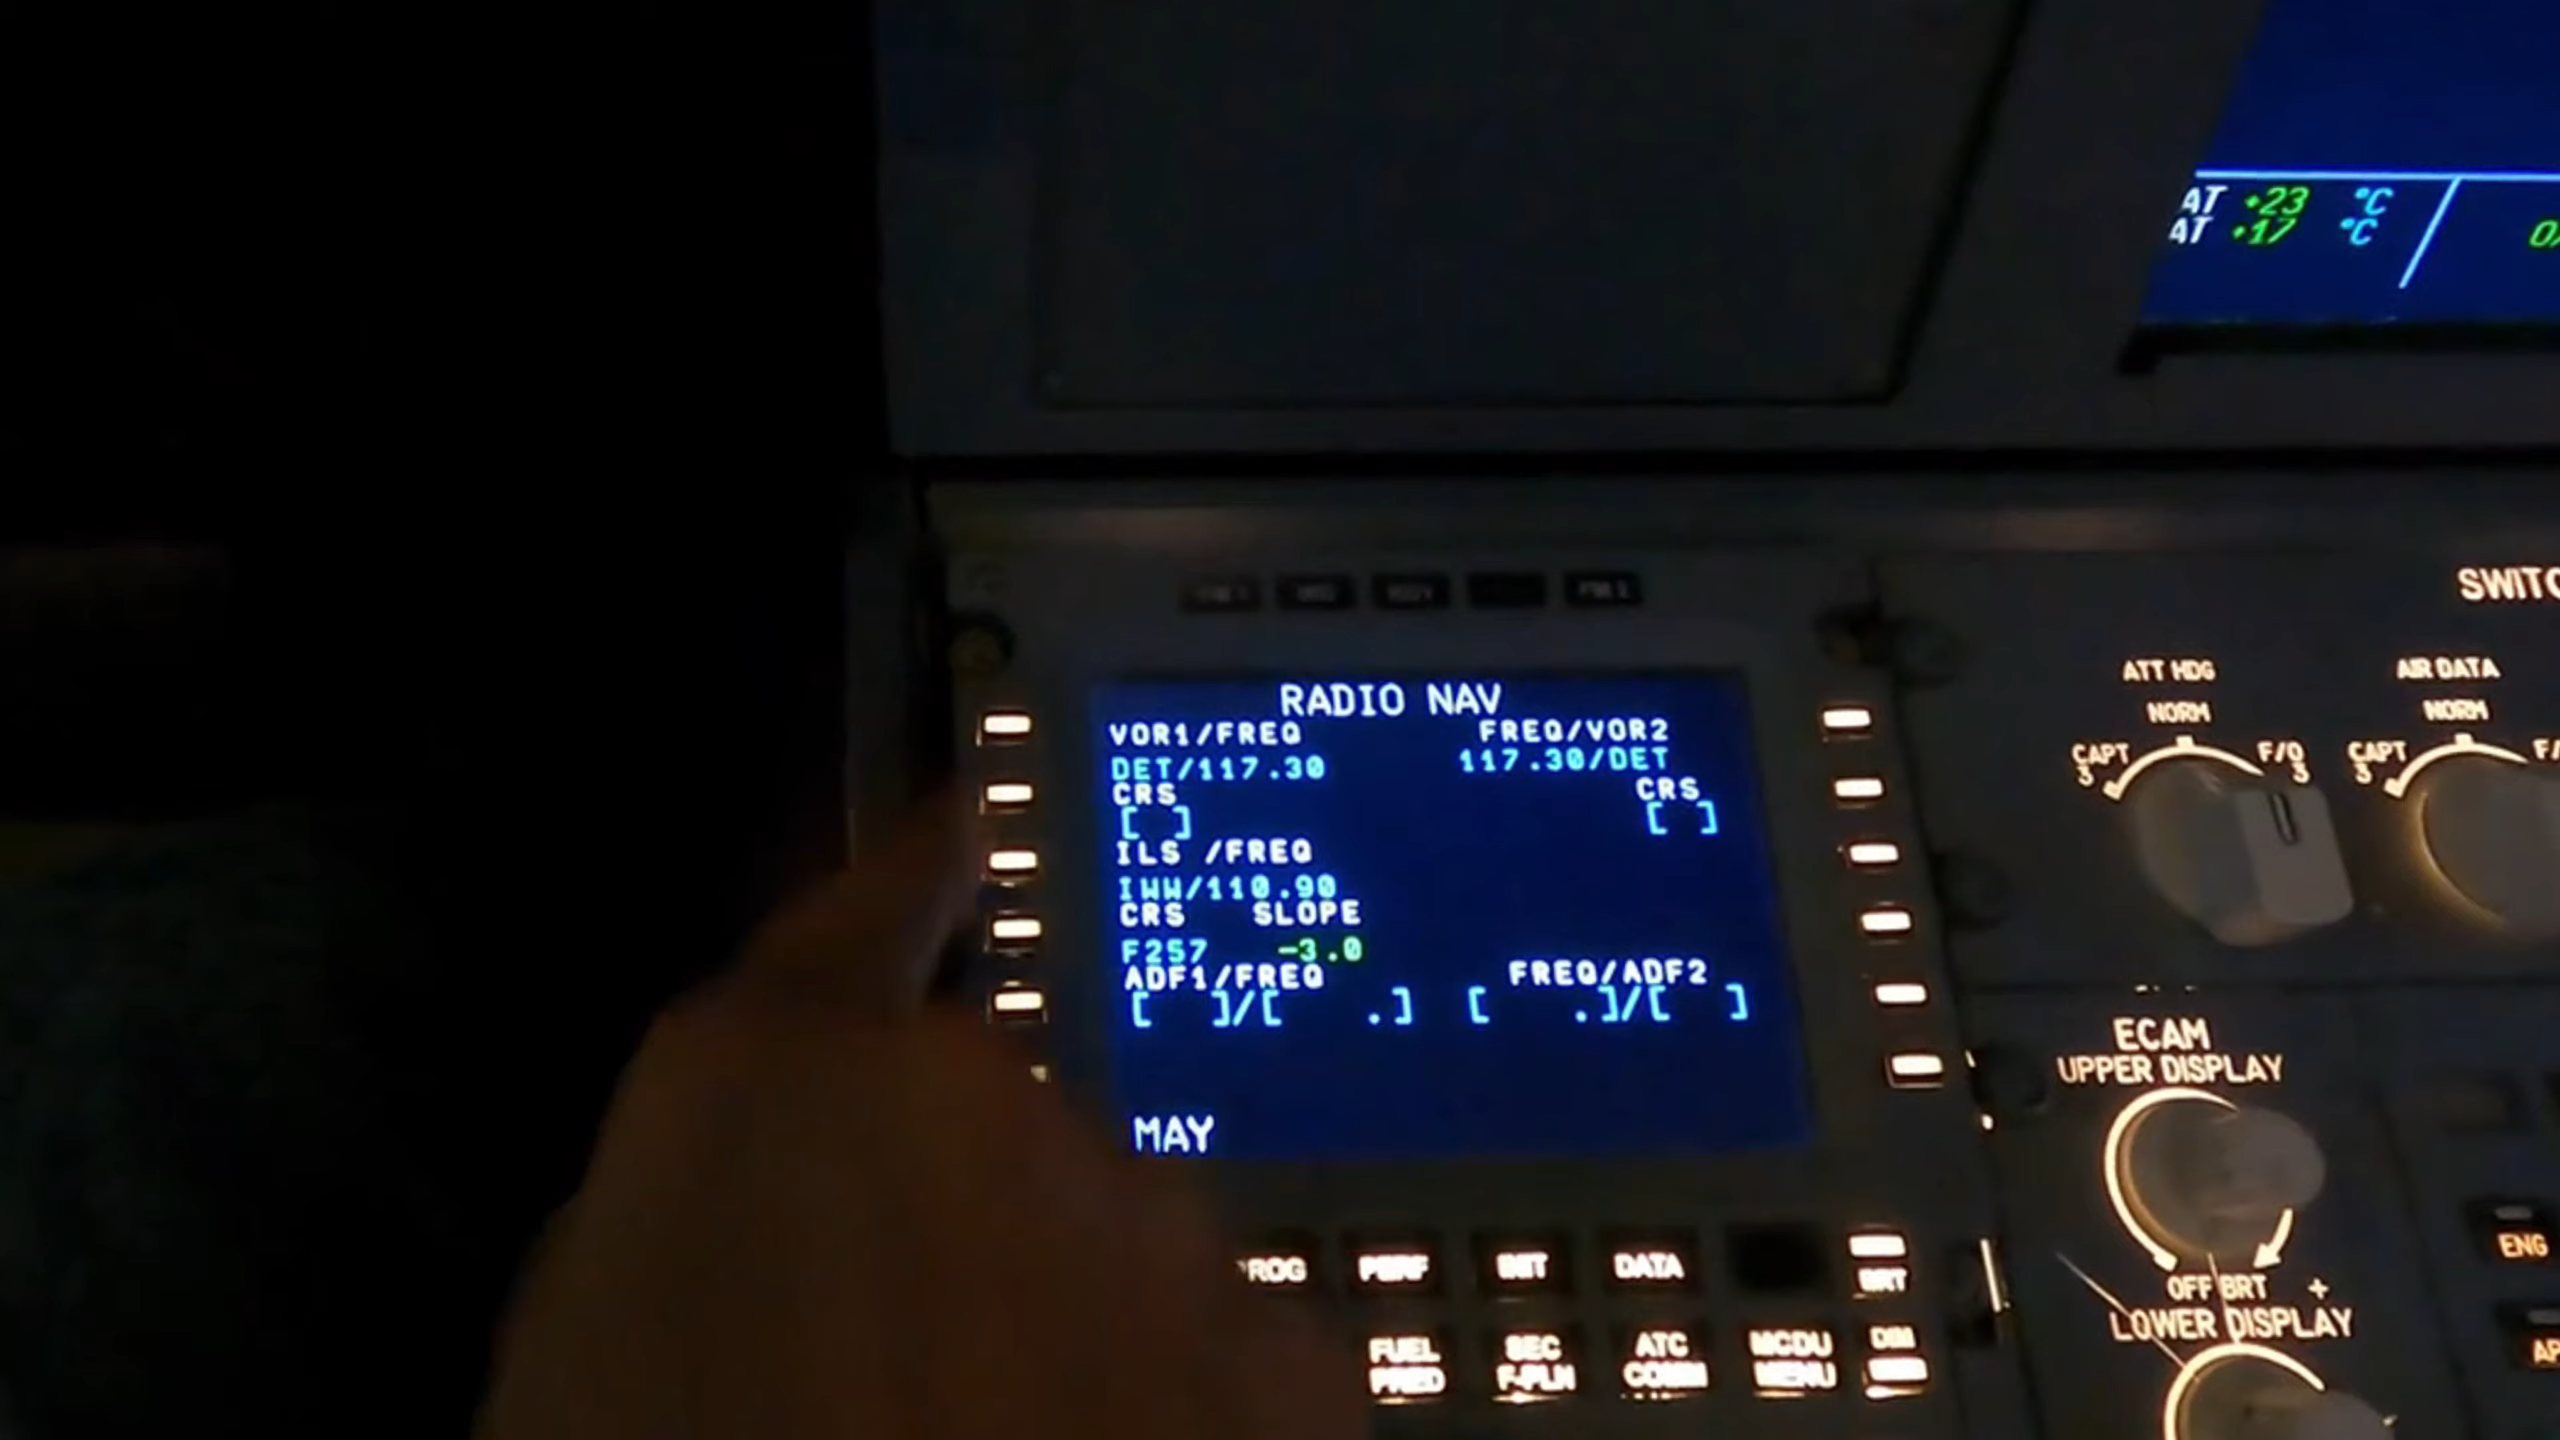 AT +23 °C
AT +17 °C
SWITC
ATT HDG
NORM
CAPT
3
F/O
3
AIR DATA
NORM
CAPT
3
F/
RADIO NAV
VOR1/FREQ FREQ/VOR2
DET/117.30 117.30/DET
CRS CRS
[ ] [ ]
ILS /FREQ
IWW/110.90
CRS SLOPE
F257 -3.0
ADF1/FREQ FREQ/ADF2
[ ]/[ .] [ .]/[ ]
MAY
ECAM
UPPER DISPLAY
OFF BRT +
LOWER DISPLAY
ENG
AP
ROG PERF INIT DATA BRT
FUEL PRED
SEC F-PLN
ATC COMM
MCDU MENU
DIM